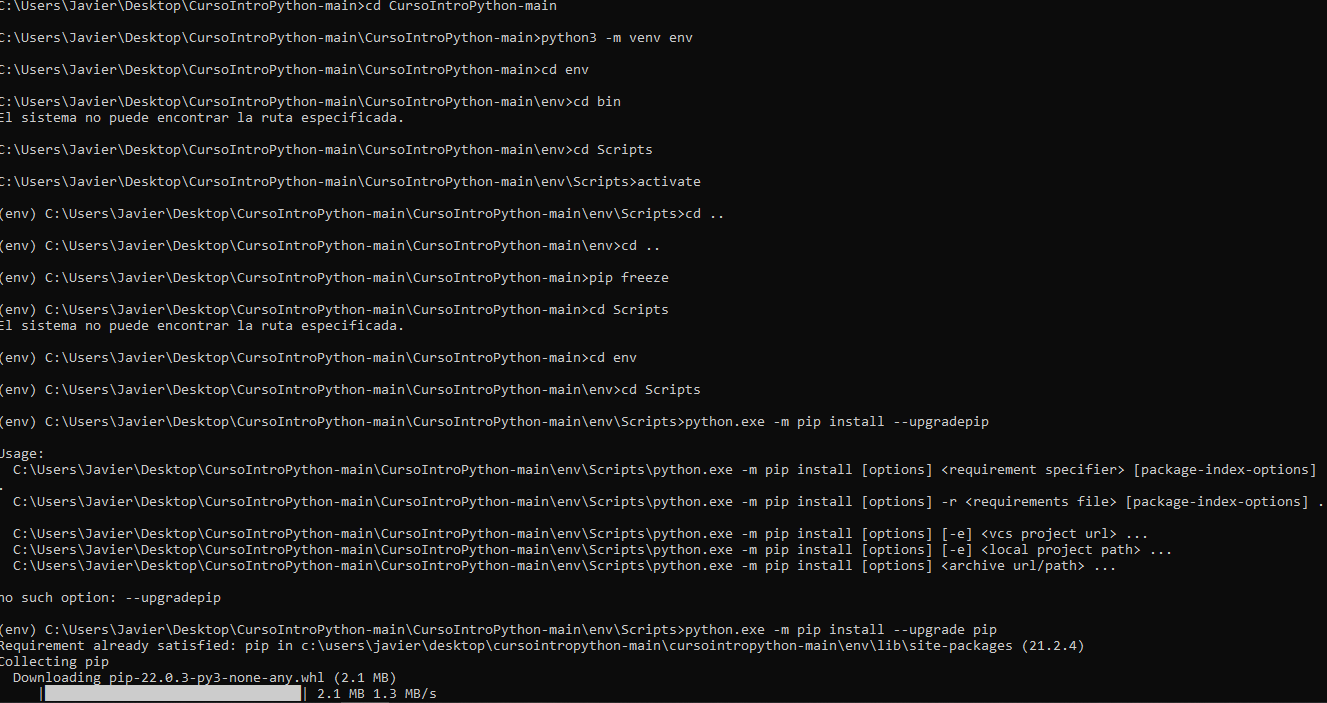 C:\Users\Javier\Desktop\CursoIntroPython-main>cd CursoIntroPython-main
C:\Users\Javier\Desktop\CursoIntroPython-main\CursoIntroPython-main>python3 -m venv env
C:\Users\Javier\Desktop\CursoIntroPython-main\CursoIntroPython-main>cd env
C:\Users\Javier\Desktop\CursoIntroPython-main\CursoIntroPython-main\env>cd bin
El sistema no puede encontrar la ruta especificada.
C:\Users\Javier\Desktop\CursoIntroPython-main\CursoIntroPython-main\env>cd Scripts
C:\Users\Javier\Desktop\CursoIntroPython-main\CursoIntroPython-main\env\Scripts>activate
(env) C:\Users\Javier\Desktop\CursoIntroPython-main\CursoIntroPython-main\env\Scripts>cd ..
(env) C:\Users\Javier\Desktop\CursoIntroPython-main\CursoIntroPython-main\env>cd ..
(env) C:\Users\Javier\Desktop\CursoIntroPython-main\CursoIntroPython-main>pip freeze
(env) C:\Users\Javier\Desktop\CursoIntroPython-main\CursoIntroPython-main>cd Scripts
El sistema no puede encontrar la ruta especificada.
(env) C:\Users\Javier\Desktop\CursoIntroPython-main\CursoIntroPython-main>cd env
(env) C:\Users\Javier\Desktop\CursoIntroPython-main\CursoIntroPython-main\env>cd Scripts
(env) C:\Users\Javier\Desktop\CursoIntroPython-main\CursoIntroPython-main\env\Scripts>python.exe -m pip install --upgradepip
Usage:
C:\Users\Javier\Desktop\CursoIntroPython-main\CursoIntroPython-main\env\Scripts\python.exe -m pip install [options] <requirement specifier> [package-index-options]
.
C:\Users\Javier\Desktop\CursoIntroPython-main\CursoIntroPython-main\env\Scripts\python.exe -m pip install [options] -r <requirements file> [package-index-options] .
C:\Users\Javier\Desktop\CursoIntroPython-main\CursoIntroPython-main\env\Scripts\python.exe -m pip install [options] [-e] <vcs project url> ...
C:\Users\Javier\Desktop\CursoIntroPython-main\CursoIntroPython-main\env\Scripts\python.exe -m pip install [options] [-e] <local project path> ...
C:\Users\Javier\Desktop\CursoIntroPython-main\CursoIntroPython-main\env\Scripts\python.exe -m pip install [options] <archive url/path> ...
no such option: --upgradepip
(env) C:\Users\Javier\Desktop\CursoIntroPython-main\CursoIntroPython-main\env\Scripts>python.exe -m pip install --upgrade pip
Requirement already satisfied: pip in c:\users\javier\desktop\cursointropython-main\cursointropython-main\env\lib\site-packages (21.2.4)
Collecting pip
Downloading pip-22.0.3-py3-none-any.whl (2.1 MB)
| | 2.1 MB 1.3 MB/s